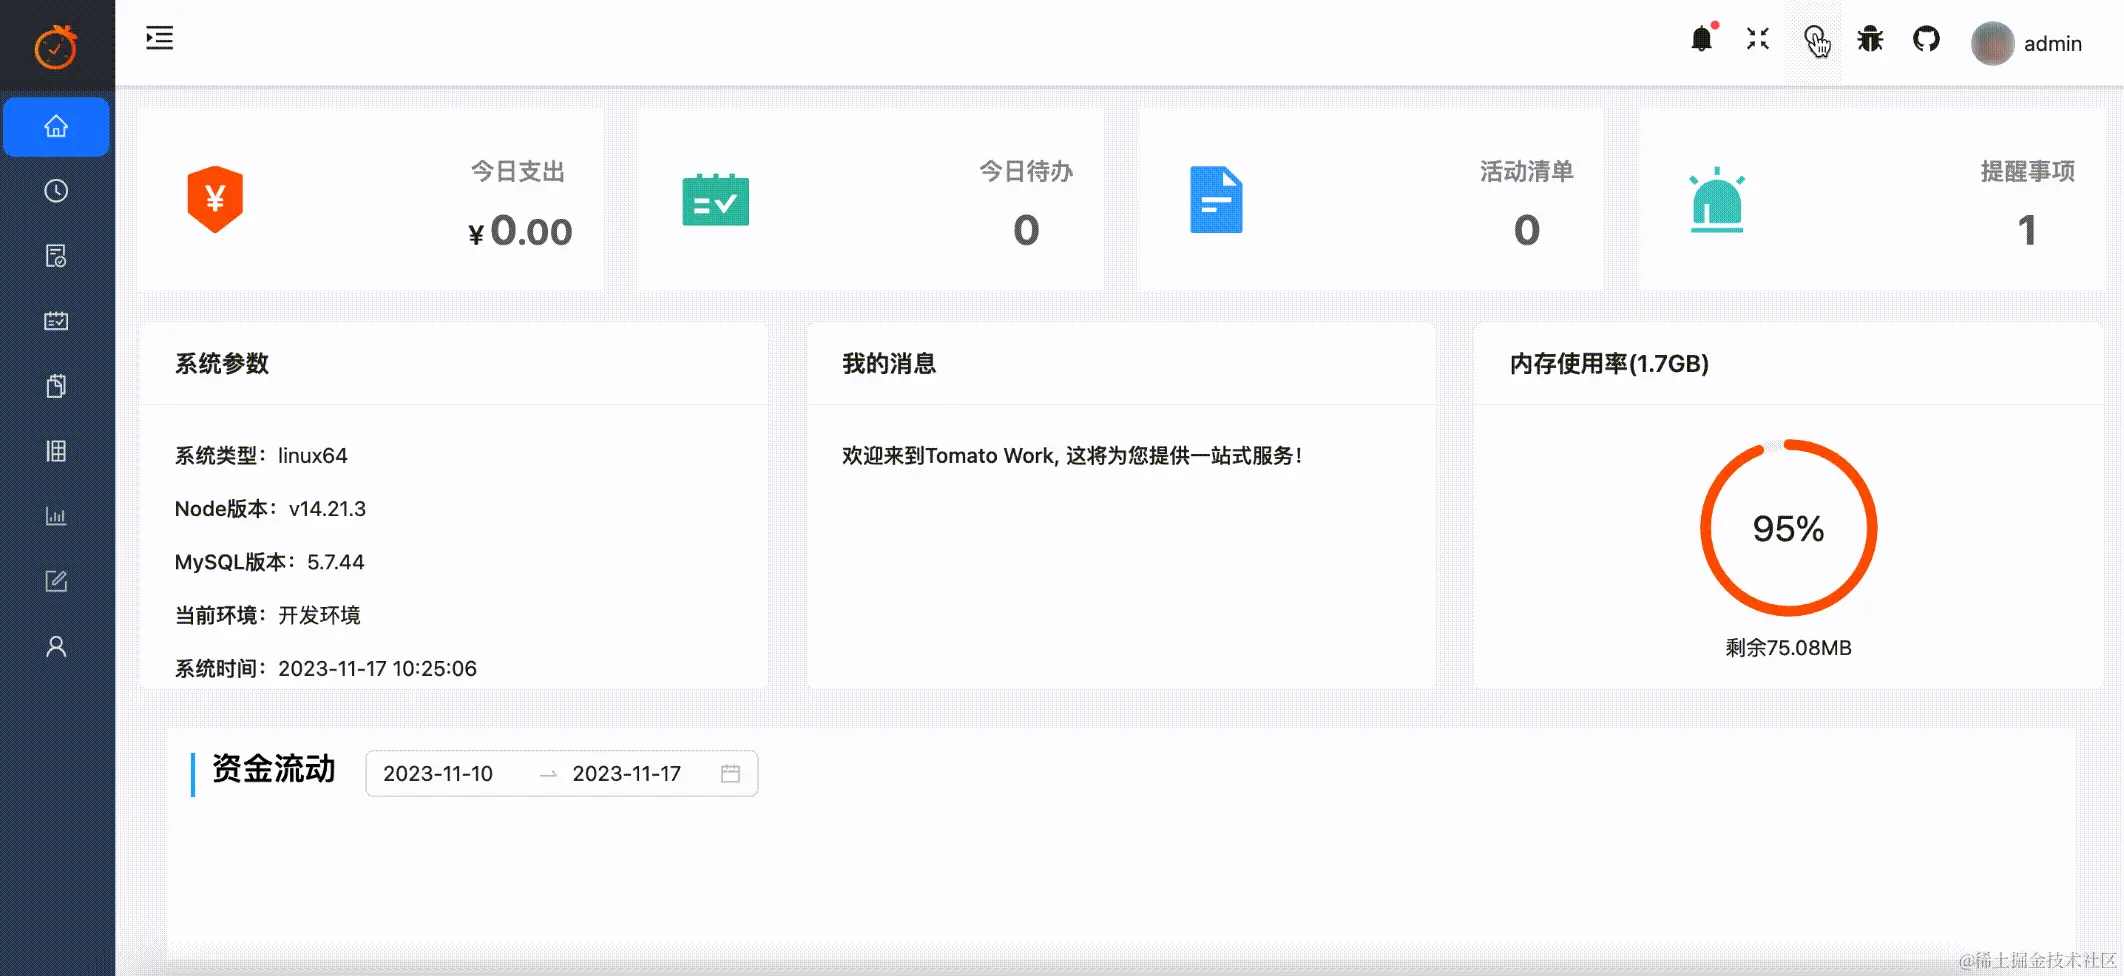 admin
今日支出
¥0.00
今日待办
0
活动清单
0
提醒事项
1
系统参数
系统类型：linux64
Node版本：v14.21.3
MySQL版本：5.7.44
当前环境：开发环境
系统时间：2023-11-17 10:25:06
我的消息
欢迎来到Tomato Work, 这将为您提供一站式服务！
内存使用率(1.7GB)
95%
剩余75.08MB
资金流动
2023-11-10
2023-11-17
@稀土掘金技术社区